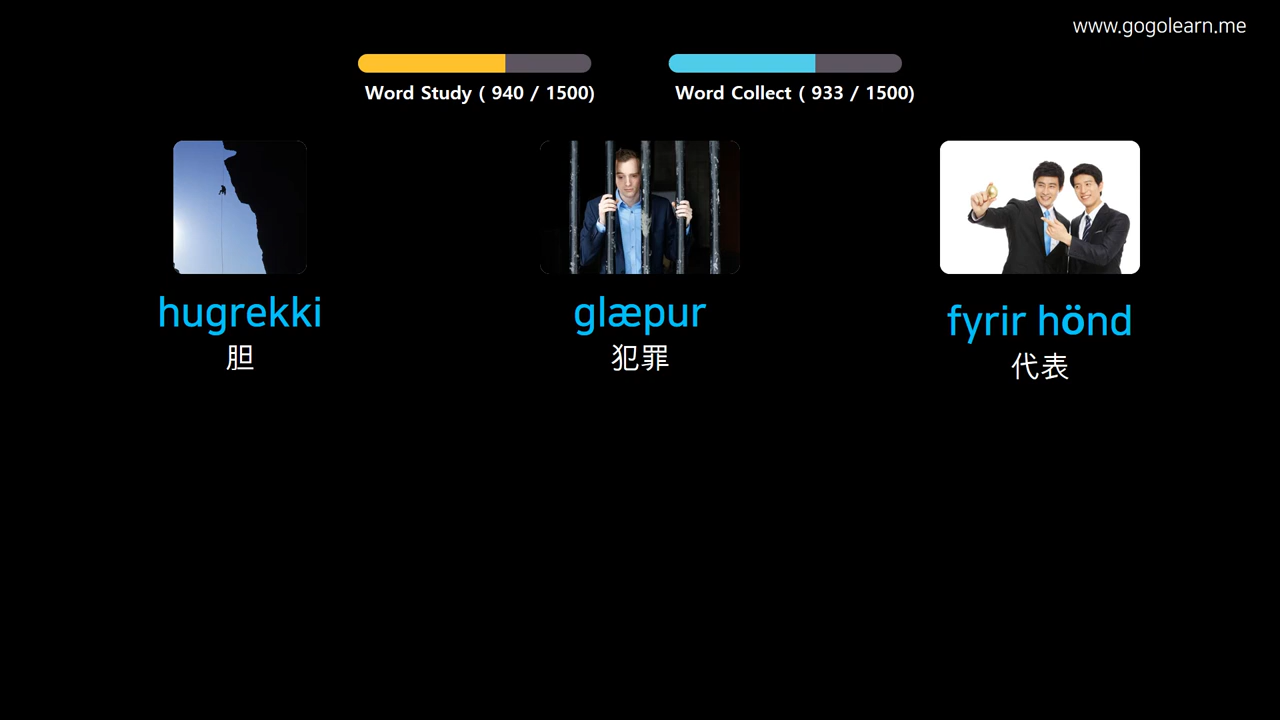 www.gogolearn.me
Word Study ( 940 / 1500)
Word Collect ( 933 / 1500)
hugrekki
胆
glæpur
犯罪
fyrir hönd
代表